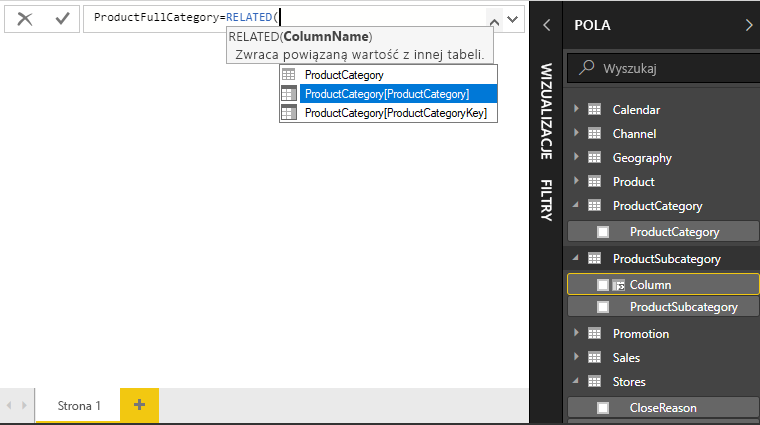 ProductFullCategory=RELATED(
RELATED(ColumnName)
Zwraca powiązaną wartość z innej tabeli.
ProductCategory
ProductCategory[ProductCategory]
ProductCategory[ProductCategoryKey]
Strona 1
WIZUALIZACJE
FILTRY
POLA
Wyszukaj
Calendar
Channel
Geography
Product
ProductCategory
ProductCategory
ProductSubcategory
Column
ProductSubcategory
Promotion
Sales
Stores
CloseReason